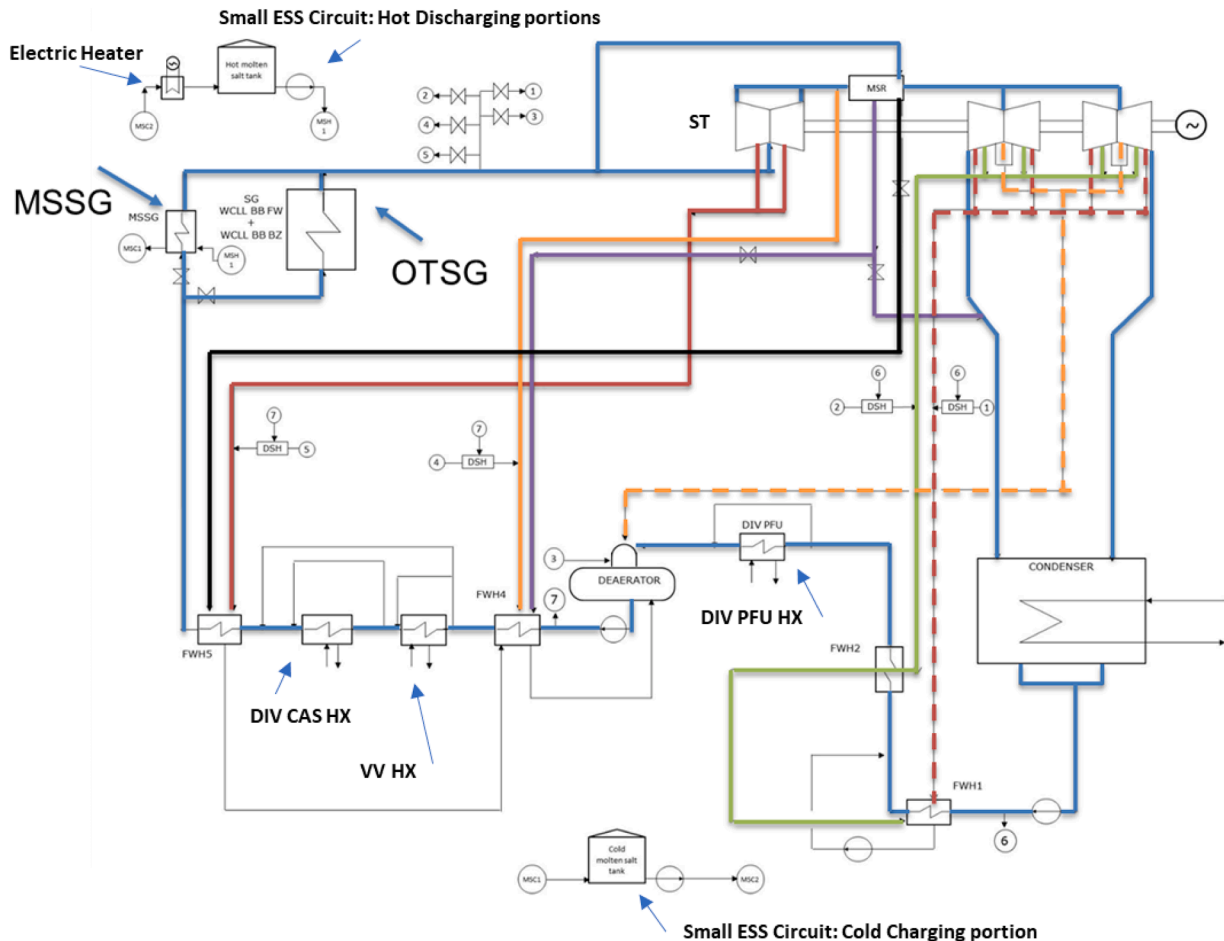 Small ESS Circuit: Hot Discharging portions
Electric Heater
Hot molten
salt tank
MSC2
MSH
1
2
1
4
3
5
MSR
ST
MSSG
MSSG
MSC1
MSH
1
SG
WCLL BB FW
+
WCLL BB BZ
OTSG
6
6
2
DSH
DSH
1
7
DSH
5
7
4
DSH
DIV PFU
3
DEAERATOR
CONDENSER
FWH4
7
DIV PFU HX
FWH5
FWH2
DIV CAS HX
VV HX
FWH1
6
Cold
molten salt
tank
MSC1
MSC2
Small ESS Circuit: Cold Charging portion